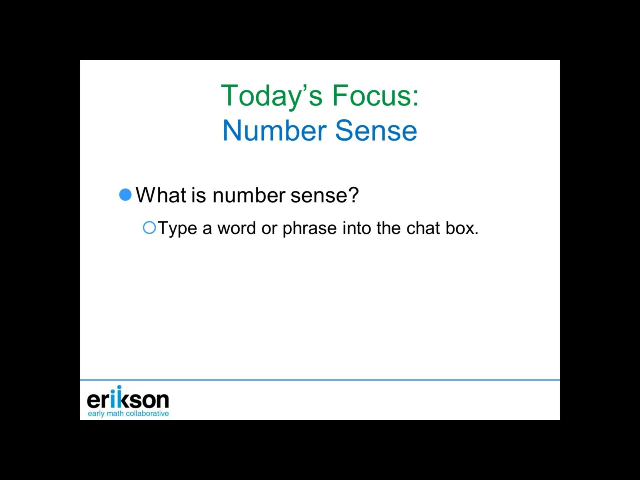 Today's Focus:
Number Sense
What is number sense?
Type a word or phrase into the chat box.
erikson
early math collaborative